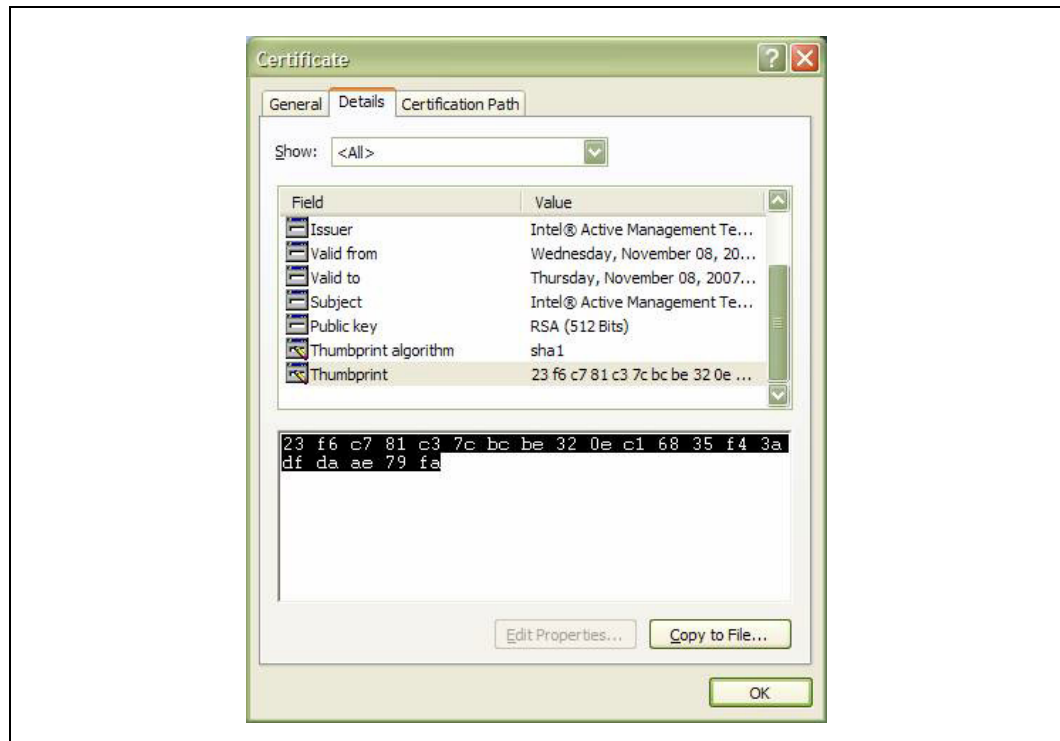 Certificate
General Details Certification Path
Show: <All>
Field Value
Issuer Intel® Active Management Te...
Valid from Wednesday, November 08, 20...
Valid to Thursday, November 08, 2007...
Subject Intel® Active Management Te...
Public key RSA (512 Bits)
Thumbprint algorithm sha1
Thumbprint 23 f6 c7 81 c3 7c bc be 32 0e ...
23 f6 c7 81 c3 7c bc be 32 0e c1 68 35 f4 3a
df da ae 79 fa
Edit Properties... Copy to File...
OK